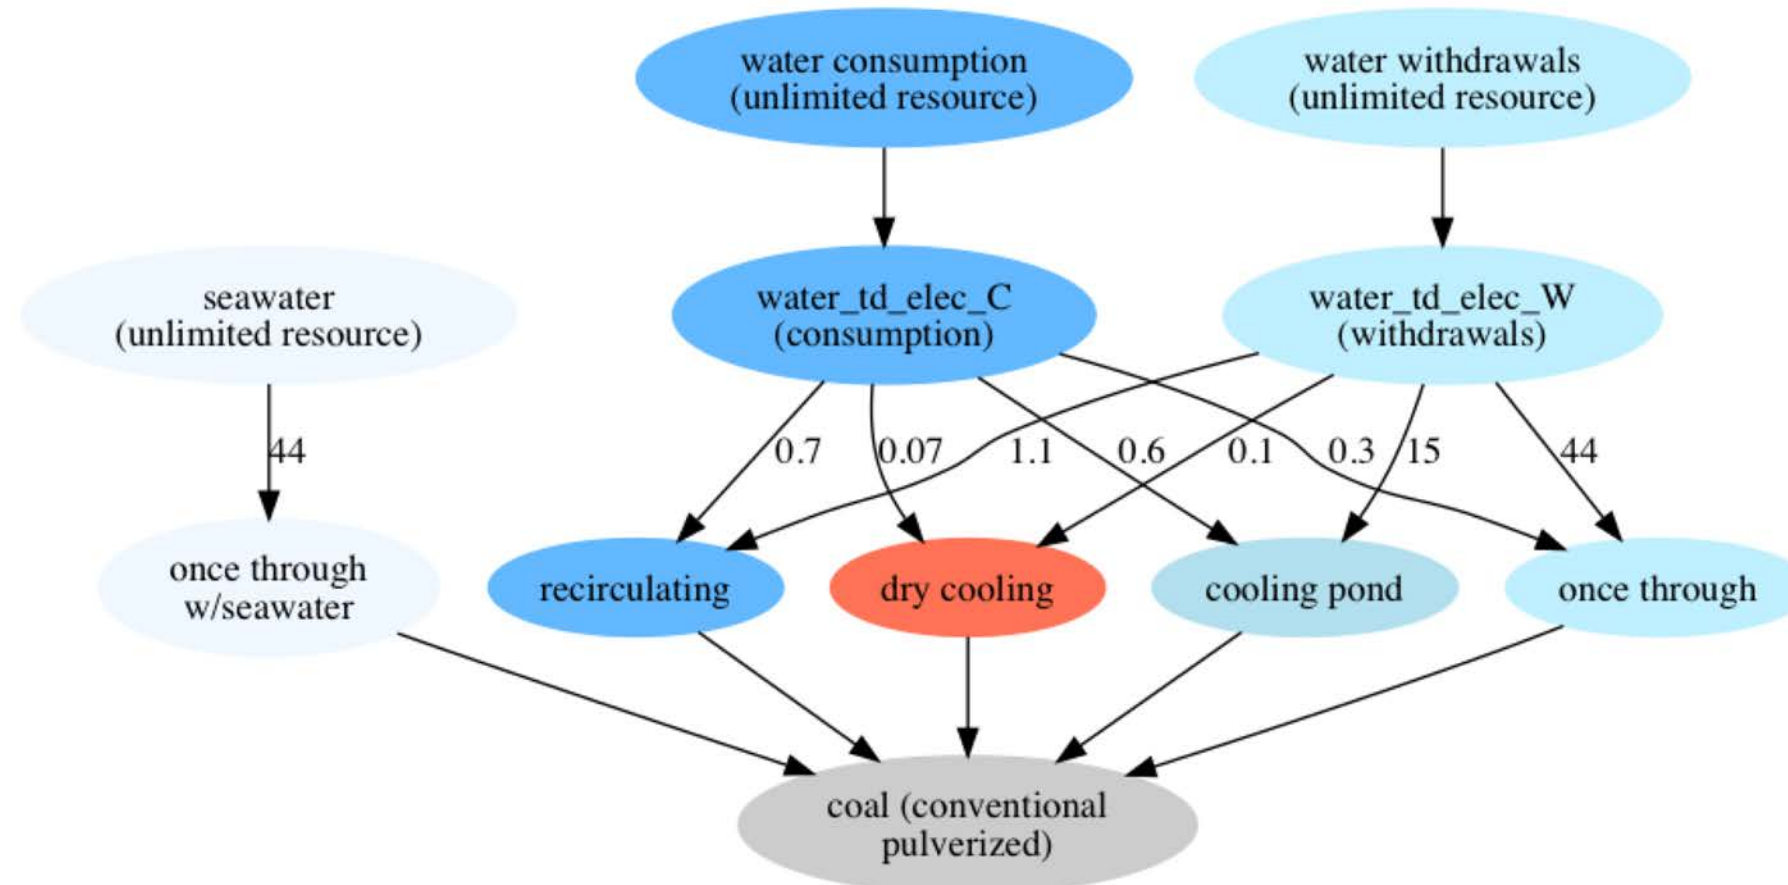 water consumption
(unlimited resource)
water withdrawals
(unlimited resource)
seawater
(unlimited resource)
water_td_elec_C
(consumption)
water_td_elec_W
(withdrawals)
44
0.7
0.07
1.1
0.6
0.1
0.3
15
44
once through
w/seawater
recirculating
dry cooling
cooling pond
once through
coal (conventional
pulverized)